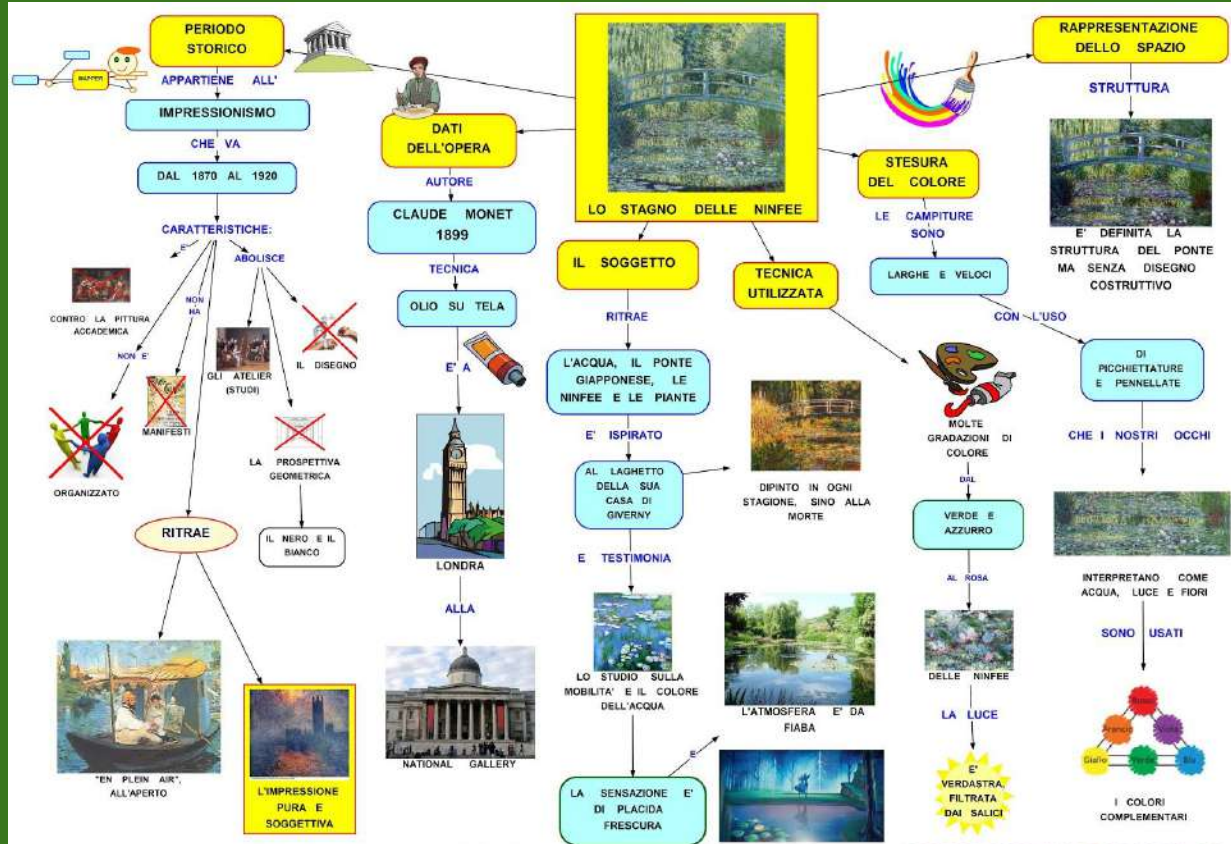 PERIODO
STORICO
MAPPER
APPARTIENE ALL'
IMPRESSIONISMO
CHE VA
DAL 1870 AL 1920
CARATTERISTICHE:
E'
CONTRO LA PITTURA
ACCADEMICA
NON E'
ORGANIZZATO
NON
HA
MANIFESTI
ABOLISCE
GLI ATELIER
(STUDI)
IL DISEGNO
LA PROSPETTIVA
GEOMETRICA
IL NERO E IL
BIANCO
RITRAE
"EN PLEIN AIR",
ALL'APERTO
L'IMPRESSIONE
PURA E
SOGGETTIVA
DATI
DELL'OPERA
AUTORE
CLAUDE MONET
1899
TECNICA
OLIO SU TELA
E' A
LONDRA
ALLA
NATIONAL GALLERY
LO STAGNO DELLE NINFEE
IL SOGGETTO
RITRAE
L'ACQUA, IL PONTE
GIAPPONESE, LE
NINFEE E LE PIANTE
E' ISPIRATO
AL LAGHETTO
DELLA SUA
CASA DI
GIVERNY
DIPINTO IN OGNI
STAGIONE, SINO ALLA
MORTE
E TESTIMONIA
LO STUDIO SULLA
MOBILITA' E IL COLORE
DELL'ACQUA
LA SENSAZIONE E'
DI PLACIDA
FRESCURA
E
L'ATMOSFERA E' DA
FIABA
TECNICA
UTILIZZATA
MOLTE
GRADAZIONI DI
COLORE
DAL
VERDE E
AZZURRO
AL ROSA
DELLE NINFEE
LA LUCE
E'
VERDASTRA,
FILTRATA
DAI SALICI
STESURA
DEL COLORE
LE CAMPITURE
SONO
LARGHE E VELOCI
CON L'USO
DI
PICCHIETTATURE
E PENNELLATE
CHE I NOSTRI OCCHI
INTERPRETANO COME
ACQUA, LUCE E FIORI
SONO USATI
Rosso
Arancio
Viola
Giallo
Verde
Blu
I COLORI
COMPLEMENTARI
RAPPRESENTAZIONE
DELLO SPAZIO
STRUTTURA
E' DEFINITA LA
STRUTTURA DEL PONTE
MA SENZA DISEGNO
COSTRUTTIVO